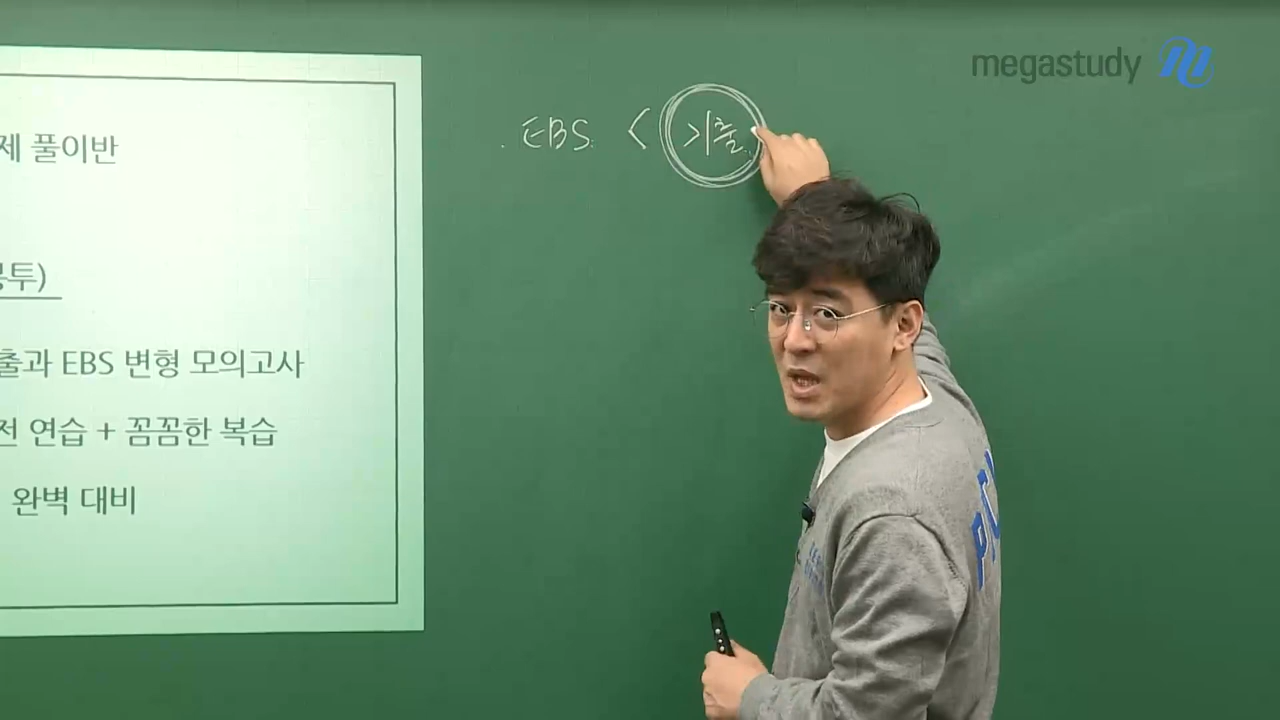 제 풀이반
봉투)
출과 EBS 변형 모의고사
전 연습 + 꼼꼼한 복습
완벽 대비
EBS < 기출
megastudy